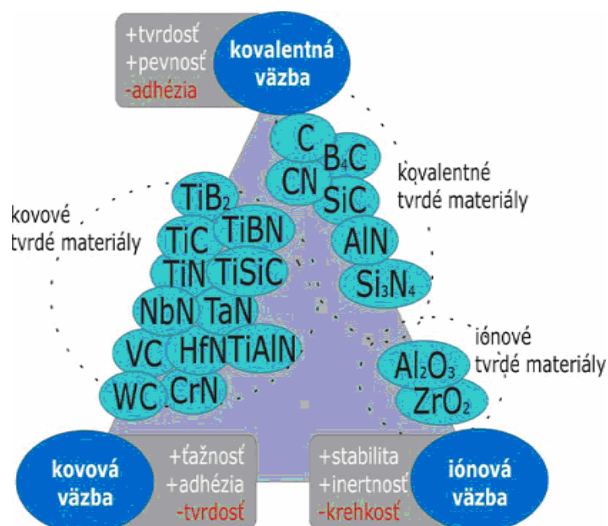 +tvrdosť
+pevnosť
-adhézia
kovalentná
väzba
C
B₄C
CN
SiC
AlN
Si₃N₄
kovalentné
tvrdé materiály
kovové
tvrdé materiály
TiB₂
TiBN
TiC
TiN
TiSiC
NbN
TaN
VC
HfN
TiAlN
WC
CrN
iónové
tvrdé materiály
Al₂O₃
ZrO₂
kovová
väzba
+ťažnosť
+adhézia
-tvrdosť
+stabilita
+inertnosť
-krehkosť
iónová
väzba